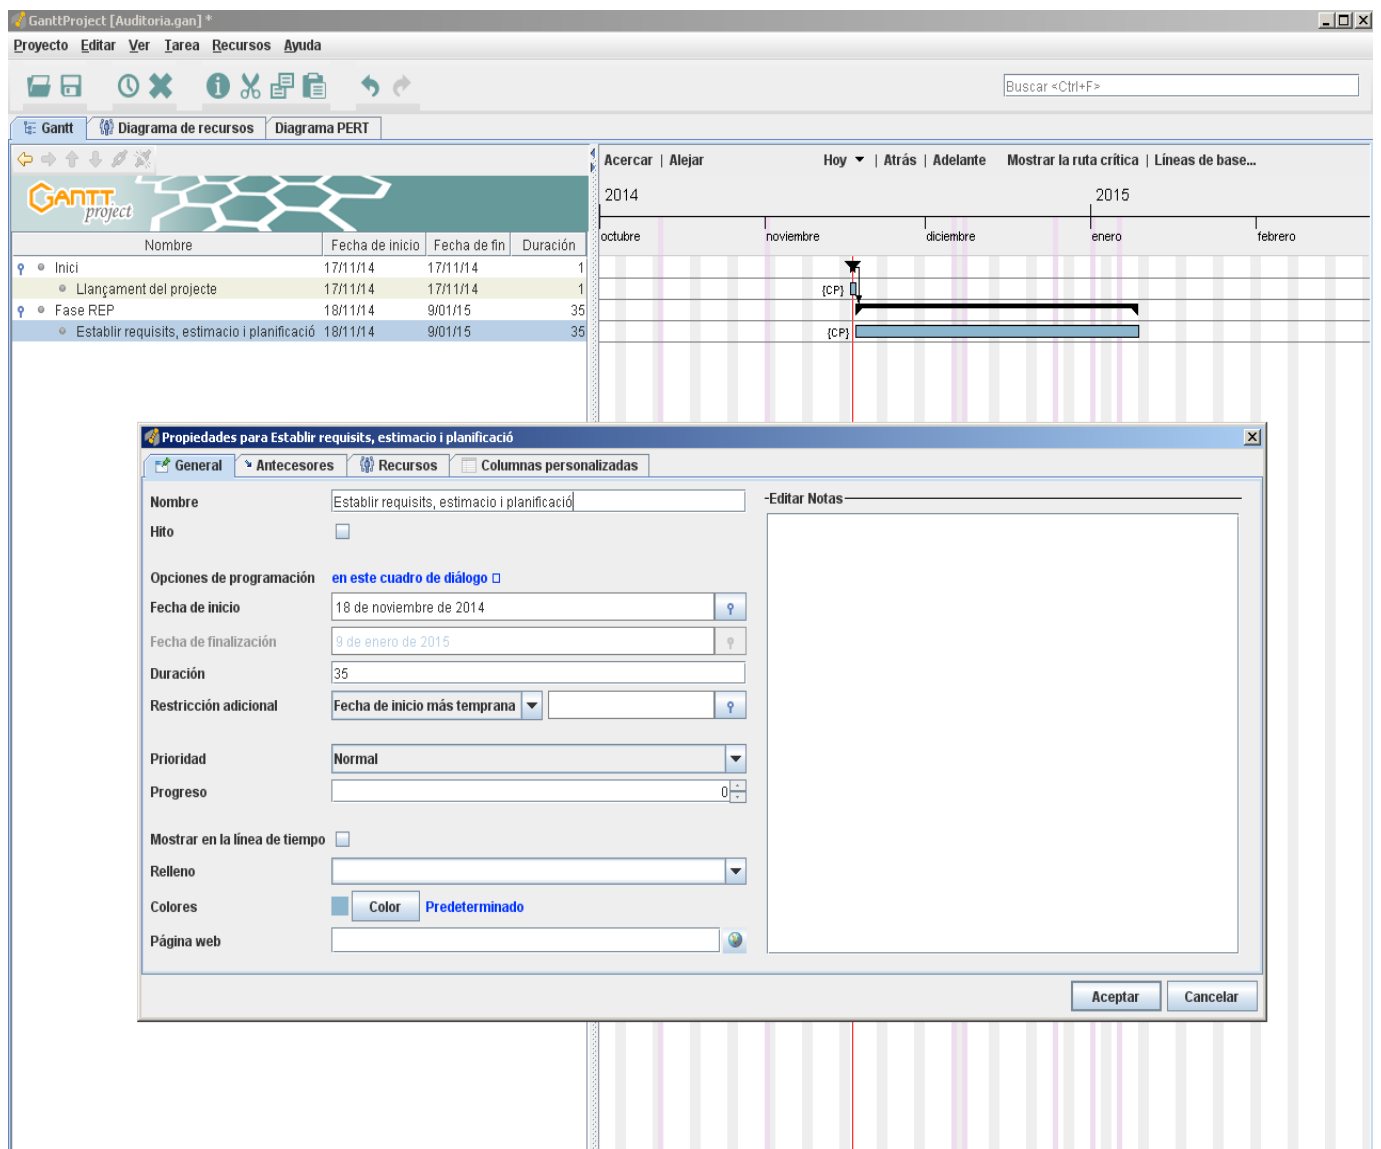 GanttProject [Auditoria.gan] *
Proyecto Editar Ver Tarea Recursos Ayuda
Buscar <Ctrl+F>
Gantt Diagrama de recursos Diagrama PERT
Acercar | Alejar Hoy | Atrás | Adelante Mostrar la ruta crítica | Líneas de base...
GANTT project
2014 2015
octubre noviembre diciembre enero febrero
Nombre Fecha de inicio Fecha de fin Duración
Inici 17/11/14 17/11/14 1
Llançament del projecte 17/11/14 17/11/14 1
{CP}
Fase REP 18/11/14 9/01/15 35
Establir requisits, estimacio i planificació 18/11/14 9/01/15 35
{CP}
Propiedades para Establir requisits, estimacio i planificació
General Antecesores Recursos Columnas personalizadas
Nombre Establir requisits, estimacio i planificació
-Editar Notas
Hito
Opciones de programación en este cuadro de diálogo
Fecha de inicio 18 de noviembre de 2014
Fecha de finalización 9 de enero de 2015
Duración 35
Restricción adicional Fecha de inicio más temprana
Prioridad Normal
Progreso 0
Mostrar en la línea de tiempo
Relleno
Colores Color Predeterminado
Página web
Aceptar Cancelar